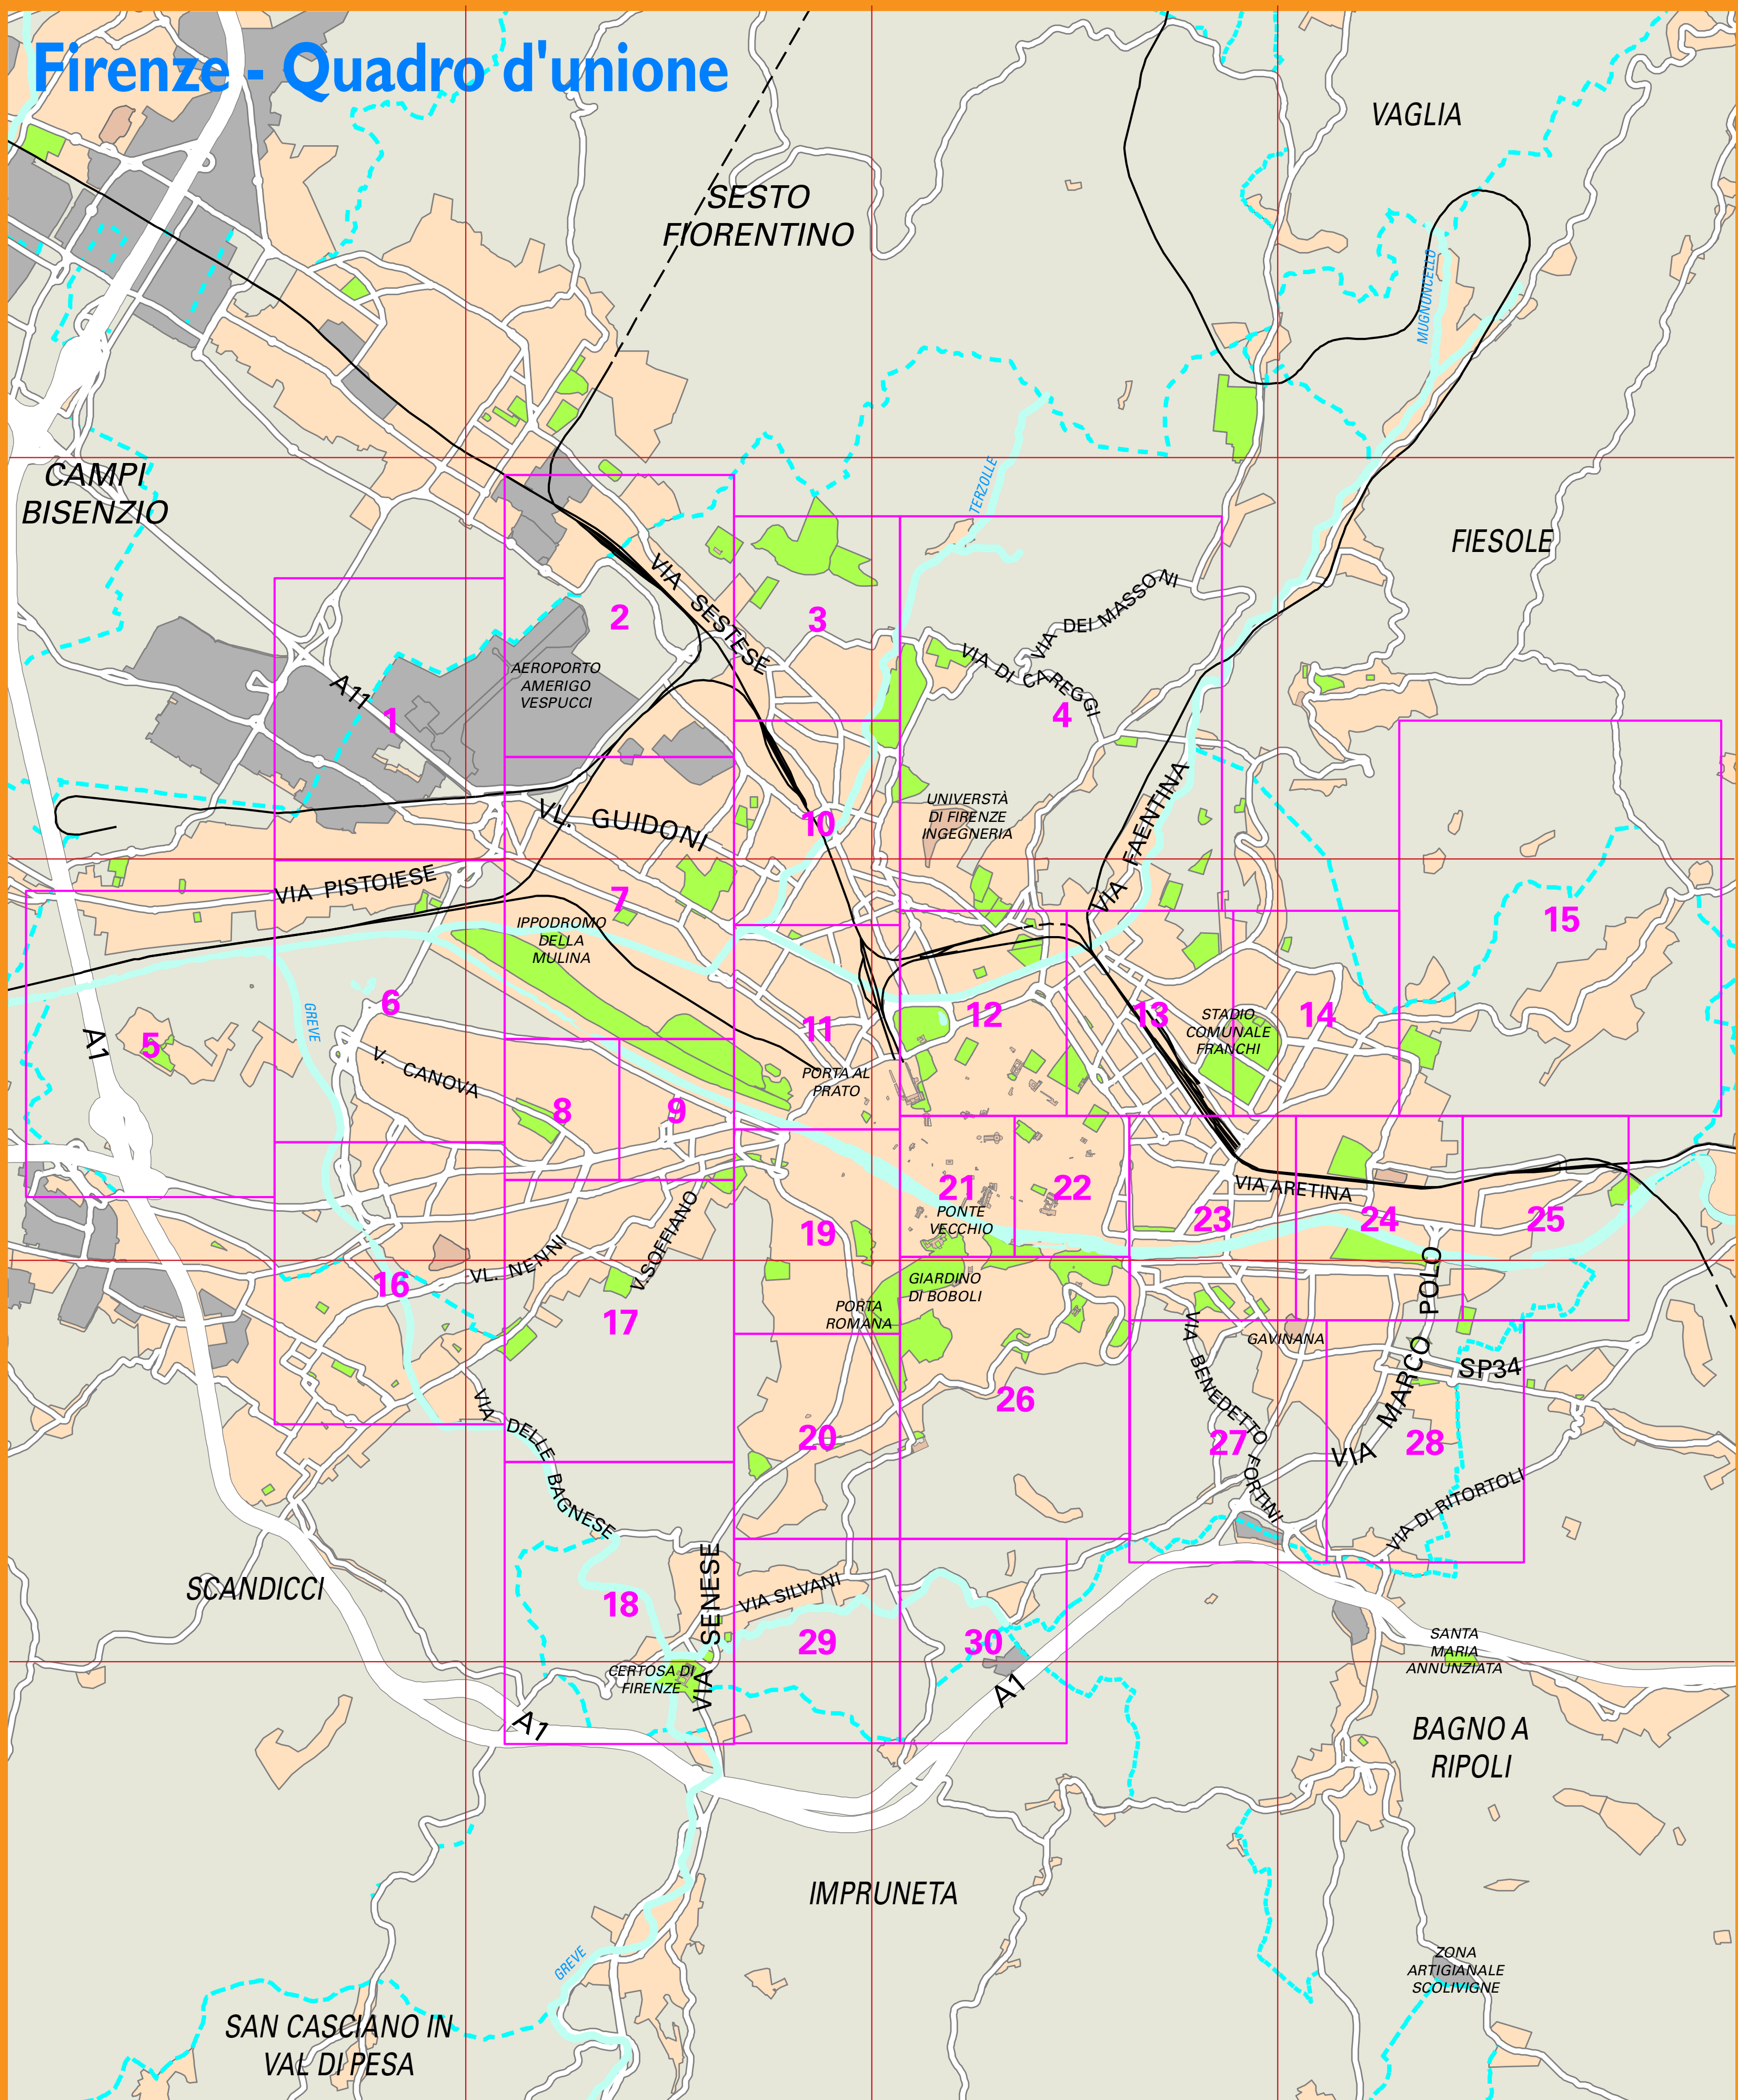 Firenze - Quadro d'unione
VAGLIA
SESTO
FIORENTINO
MUGNUNCELLO
CAMPI
BISENZIO
TERZOLLE
FIESOLE
VIA SESTESE
2
3
VIA DEI MASSONI
VIA DI CAREGGI
AEROPORTO
AMERIGO
VESPUCCI
A11
1
4
VL. GUIDONI
10
UNIVERSTÀ
DI FIRENZE
INGEGNERIA
VIA FAENTINA
VIA PISTOIESE
7
15
IPPODROMO
DELLA
MULINA
6
GREVE
A1
5
11
12
13
STADIO
COMUNALE
FRANCHI
14
V. CANOVA
PORTA AL
PRATO
8
9
21
22
VIA ARETINA
PONTE
VECCHIO
19
23
24
25
V.SOFFIANO
VL. NENNI
16
GIARDINO
DI BOBOLI
VIA MARCO POLO
17
PORTA
ROMANA
GAVINANA
VIA BENEDETTO FORTINI
SP34
26
VIA DELLE BAGNESE
20
27
28
VIA DI RITORTOLI
SCANDICCI
18
VIA SENESE
VIA SILVANI
29
30
SANTA
MARIA
ANNUNZIATA
CERTOSA DI
FIRENZE
A1
A1
BAGNO A
RIPOLI
IMPRUNETA
GREVE
ZONA
ARTIGIANALE
SCOLIVIGNE
SAN CASCIANO IN
VAL DI PESA